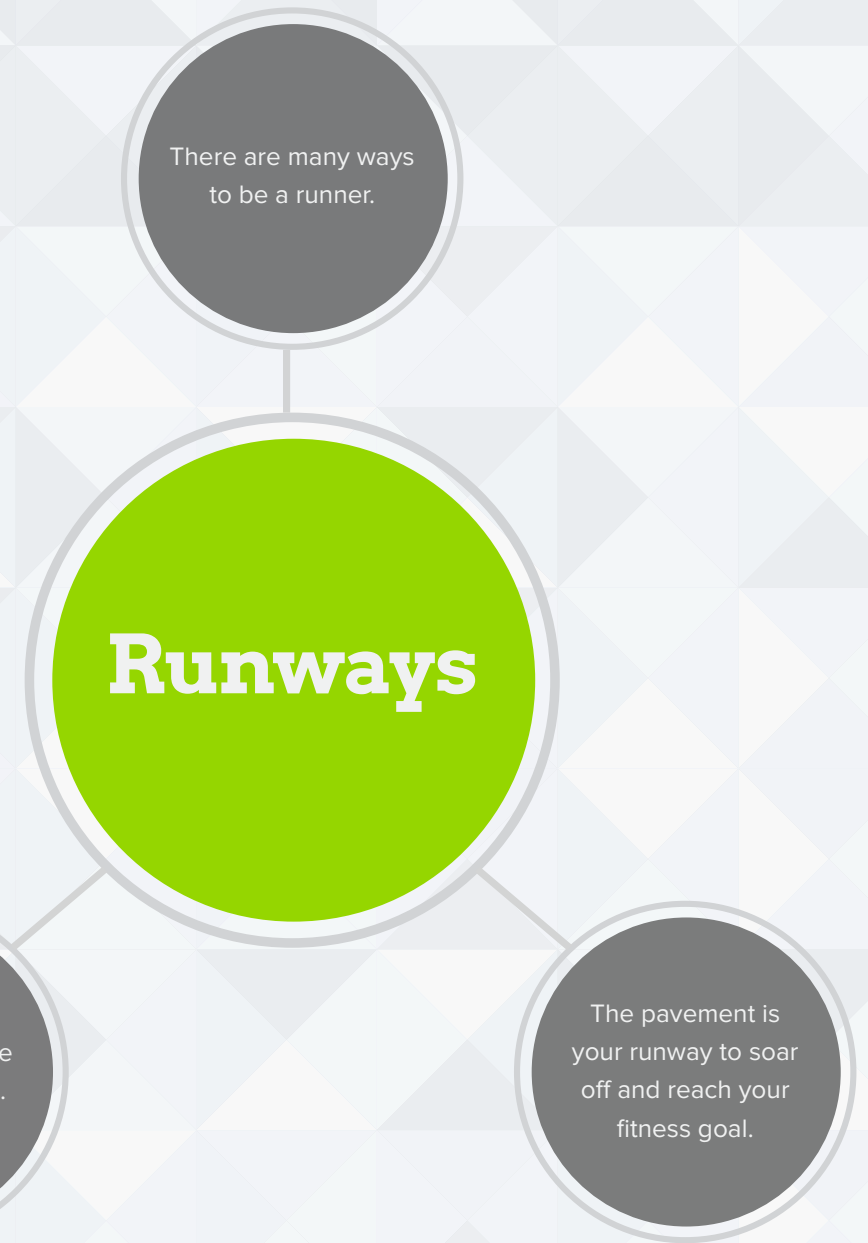 There are many ways
to be a runner.
Runways
The pavement is
your runway to soar
off and reach your
fitness goal.